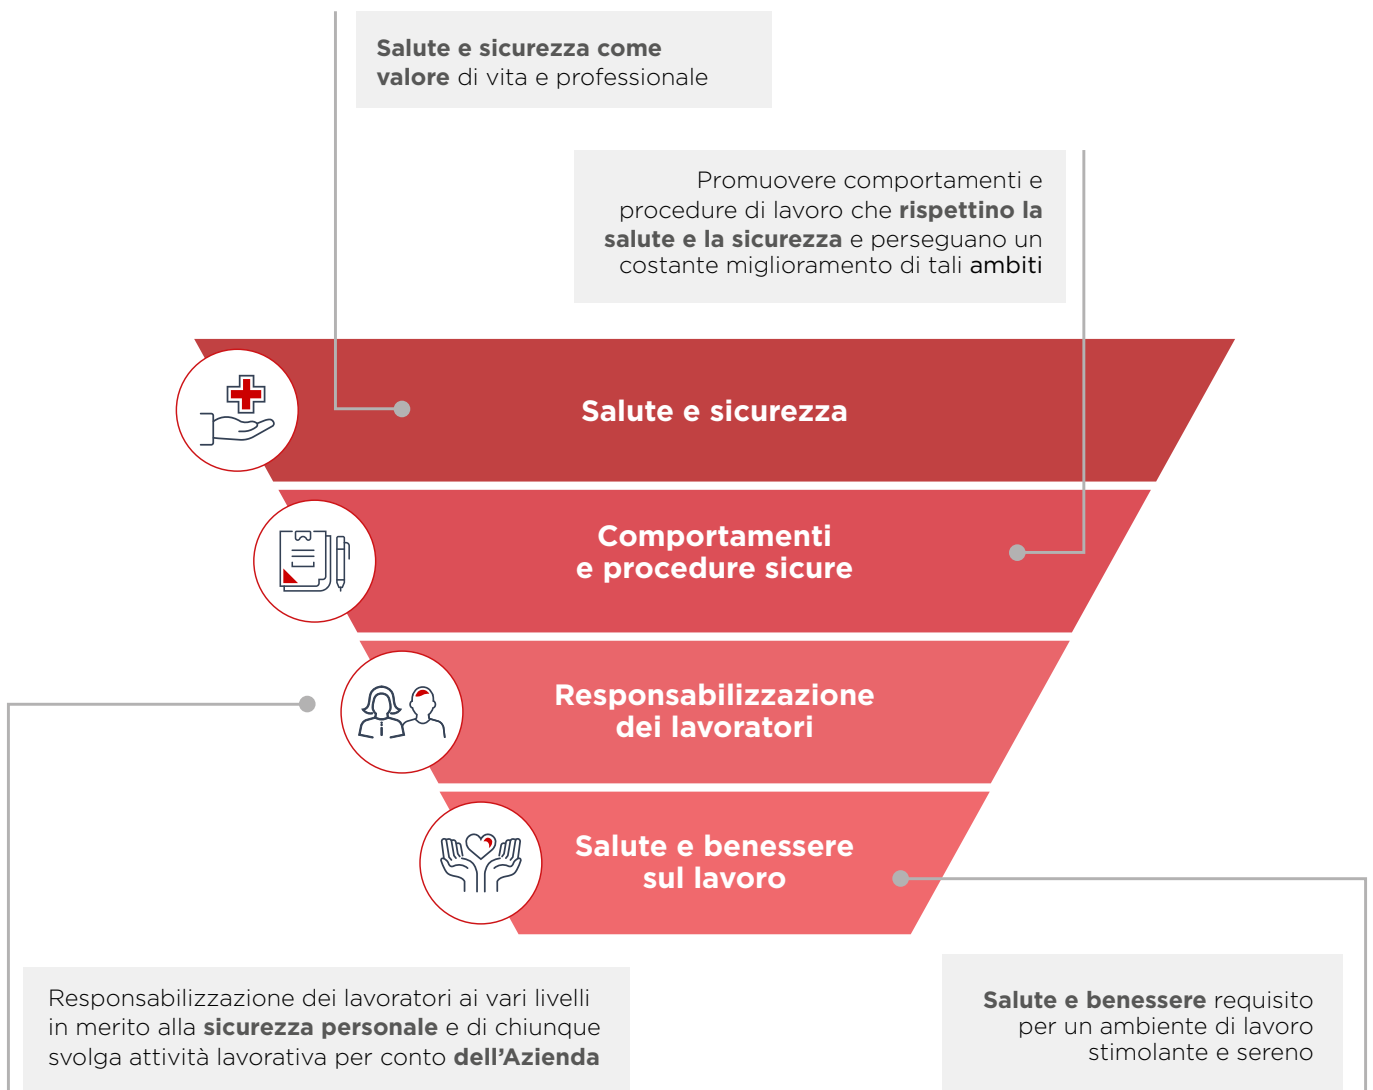 Salute e sicurezza come
valore di vita e professionale
Promuovere comportamenti e
procedure di lavoro che rispettino la
salute e la sicurezza e perseguano un
costante miglioramento di tali ambiti
Salute e sicurezza
Comportamenti
e procedure sicure
Responsabilizzazione
dei lavoratori
Salute e benessere
sul lavoro
Responsabilizzazione dei lavoratori ai vari livelli
in merito alla sicurezza personale e di chiunque
svolga attività lavorativa per conto dell'Azienda
Salute e benessere requisito
per un ambiente di lavoro
stimolante e sereno